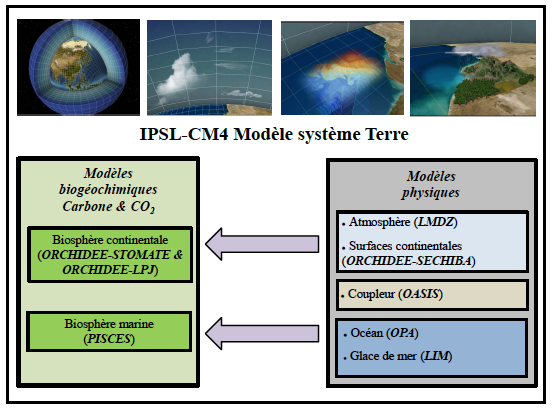 IPSL-CM4 Modèle système Terre
Modèles
biogéochimiques
Carbone & CO2
Biosphère continentale
(ORCHIDEE-STOMATE &
ORCHIDEE-LPJ)
Biosphère marine
(PISCES)
Modèles
physiques
• Atmosphère (LMDZ)
• Surfaces continentales
(ORCHIDEE-SECHIBA)
• Coupleur (OASIS)
• Océan (OPA)
• Glace de mer (LIM)